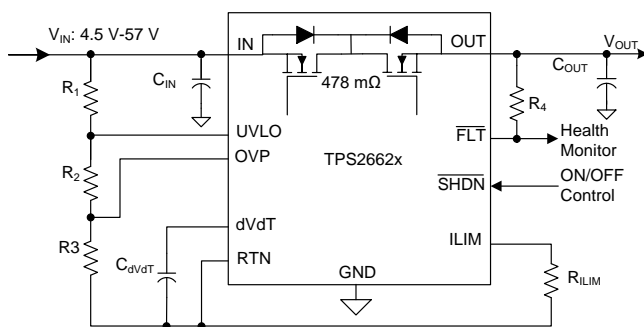 V_IN: 4.5 V-57 V
IN
OUT
V_OUT
C_IN
C_OUT
R_1
478 mΩ
R_4
UVLO
FLT
Health
Monitor
OVP
TPS2662x
R_2
SHDN
ON/OFF
Control
dVdT
ILIM
R3
C_dVdT
RTN
GND
R_ILIM